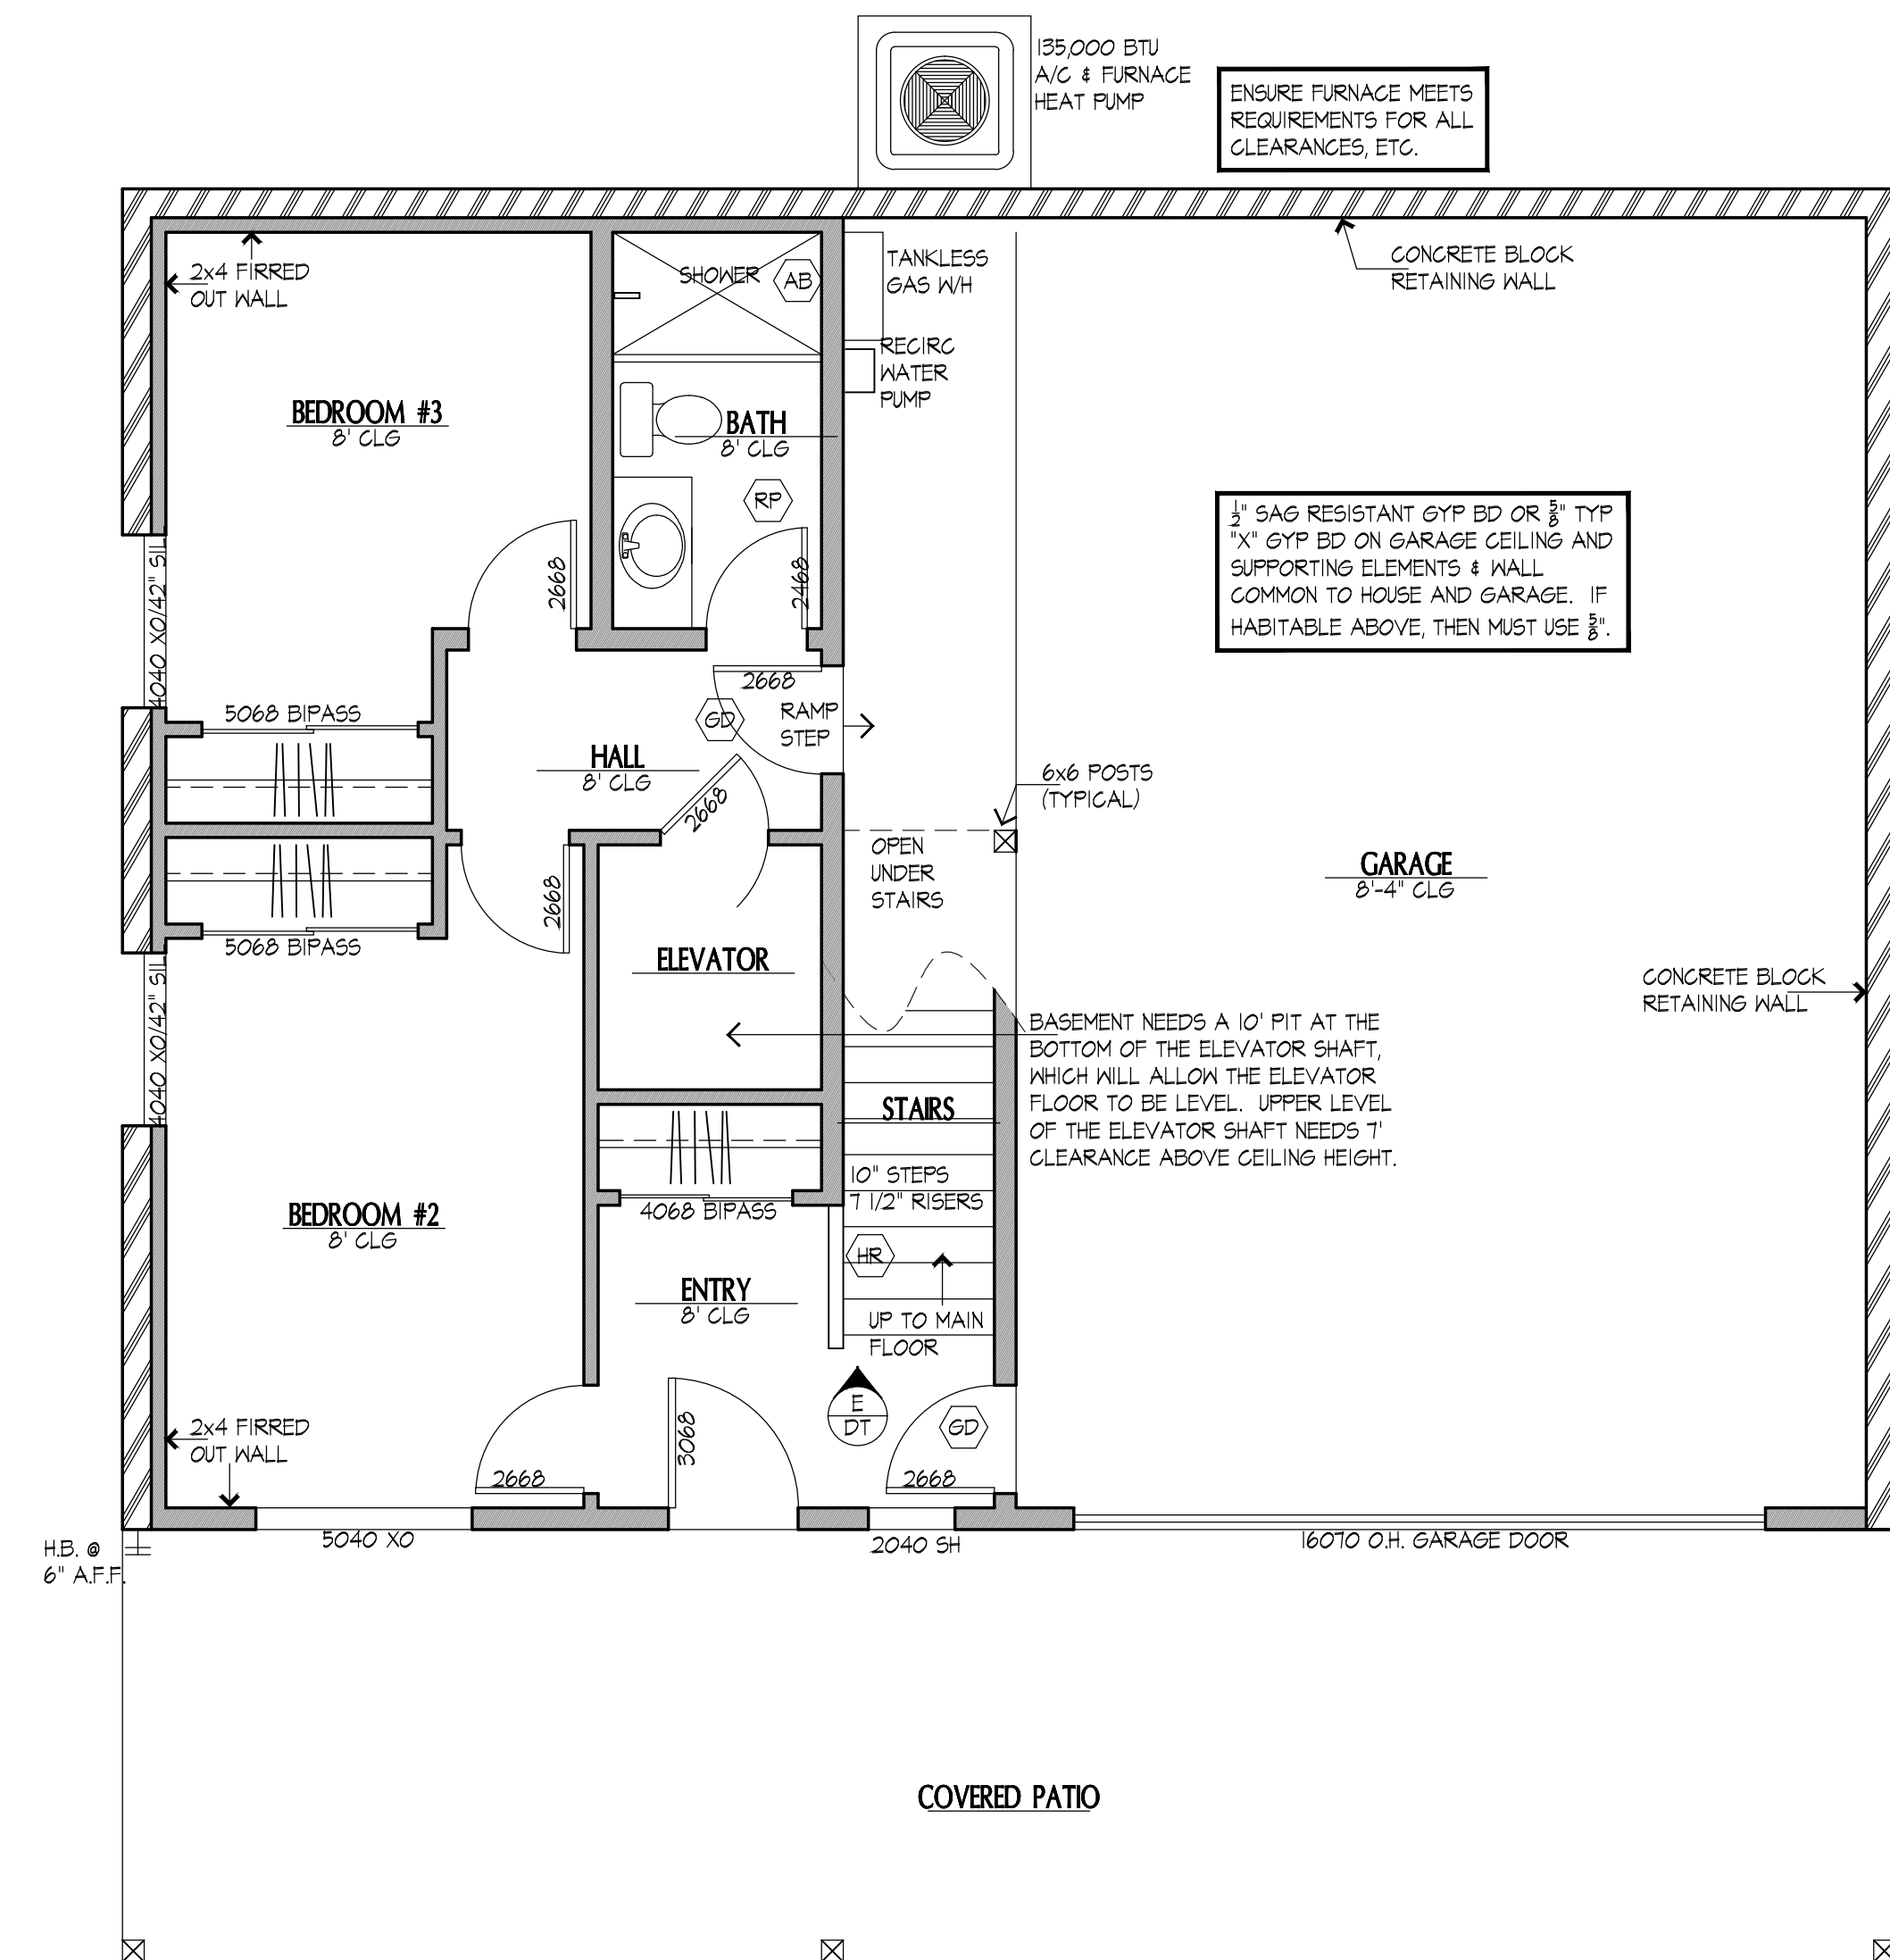 135,000 BTU
A/C & FURNACE
HEAT PUMP
ENSURE FURNACE MEETS
REQUIREMENTS FOR ALL
CLEARANCES, ETC.
2x4 FIRRED
OUT WALL
SHOWER
AB
TANKLESS
GAS W/H
CONCRETE BLOCK
RETAINING WALL
RECIRC
WATER
PUMP
BEDROOM #3
8' CLG
BATH
8' CLG
RP
1/2" SAG RESISTANT GYP BD OR 5/8" TYP
"X" GYP BD ON GARAGE CEILING AND
SUPPORTING ELEMENTS & WALL
COMMON TO HOUSE AND GARAGE. IF
HABITABLE ABOVE, THEN MUST USE 5/8".
4040 XO/42" SIL
2668
2468
2668
5068 BIPASS
GD
RAMP
STEP
HALL
8' CLG
2668
6x6 POSTS
(TYPICAL)
OPEN
UNDER
STAIRS
GARAGE
8'-4" CLG
2668
5068 BIPASS
ELEVATOR
4040 XO/42" SIL
CONCRETE BLOCK
RETAINING WALL
BASEMENT NEEDS A 10' PIT AT THE
BOTTOM OF THE ELEVATOR SHAFT,
WHICH WILL ALLOW THE ELEVATOR
FLOOR TO BE LEVEL. UPPER LEVEL
OF THE ELEVATOR SHAFT NEEDS 7'
CLEARANCE ABOVE CEILING HEIGHT.
STAIRS
10" STEPS
7 1/2" RISERS
4068 BIPASS
BEDROOM #2
8' CLG
HR
ENTRY
8' CLG
UP TO MAIN
FLOOR
E
DT
GD
2x4 FIRRED
OUT WALL
3068
2668
2668
H.B. @
6" A.F.F.
5040 XO
2040 SH
16070 O.H. GARAGE DOOR
COVERED PATIO